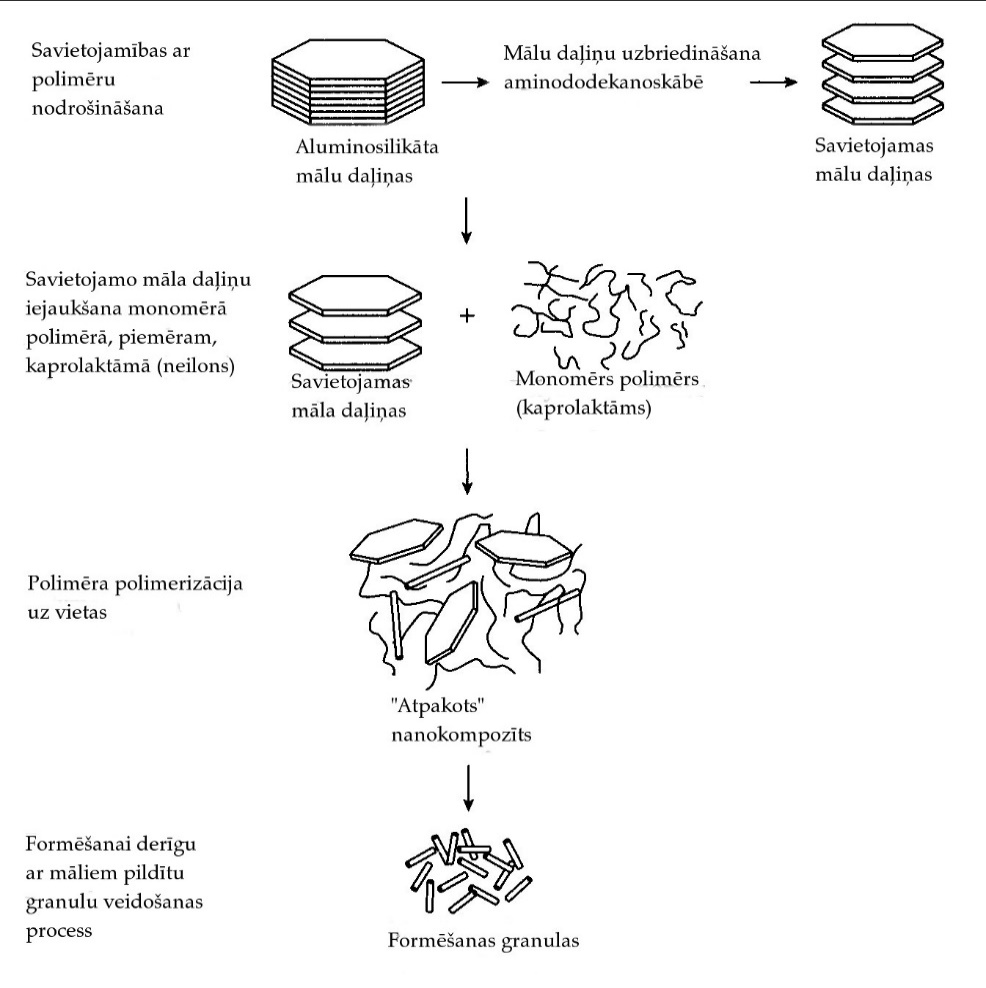 Savietojamības ar
polimēru
nodrošināšana
Mālu daļiņu uzbriedināšana
aminododekanoskābē
Aluminosilikāta
mālu daļiņas
Savietojamas
mālu daļiņas
Savietojamo māla daļiņu
iejaukšana monomērā
polimērā, piemēram,
kaprolaktāmā (neilons)
+
Savietojamas
māla daļiņas
Monomērs polimērs
(kaprolaktāms)
Polimēra polimerizācija
uz vietas
"Atpakots"
nanokompozīts
Formēšanai derīgu
ar māliem pildītu
granulu veidošanas
process
Formēšanas granulas